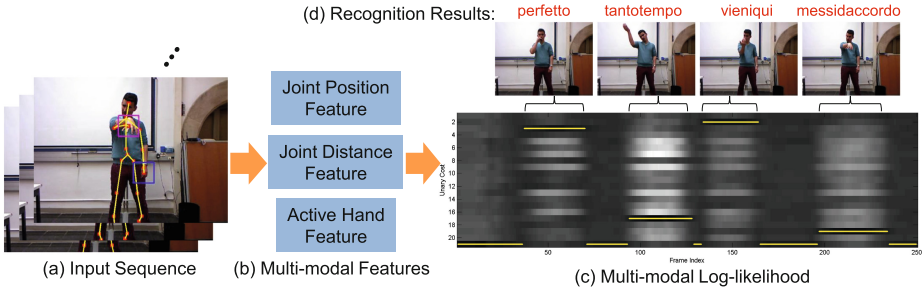 (d) Recognition Results: perfetto tantotempo vieniqui messidaccordo
Joint Position
Feature
Joint Distance
Feature
Active Hand
Feature
Unary Cost
2
4
6
8
10
12
14
16
18
20
50 100 150 200 250
Frame Index
(a) Input Sequence
(b) Multi-modal Features
(c) Multi-modal Log-likelihood